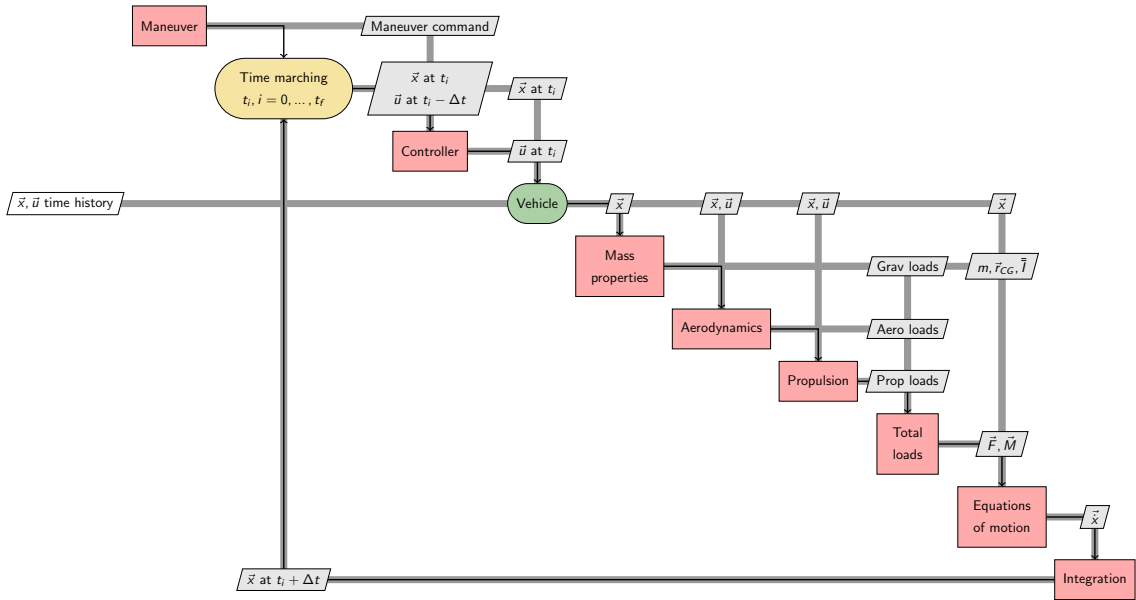 Maneuver
Maneuver command
Time marching
t_i, i = 0, ... , t_f
x⃗ at t_i
u⃗ at t_i − Δt
x⃗ at t_i
Controller
u⃗ at t_i
x⃗, u⃗ time history
Vehicle
x⃗
x⃗, u⃗
x⃗, u⃗
x⃗
Mass
properties
Grav loads
m, r⃗_CG, I̿
Aerodynamics
Aero loads
Propulsion
Prop loads
Total
loads
F⃗, M⃗
Equations
of motion
ẋ⃗
x⃗ at t_i + Δt
Integration